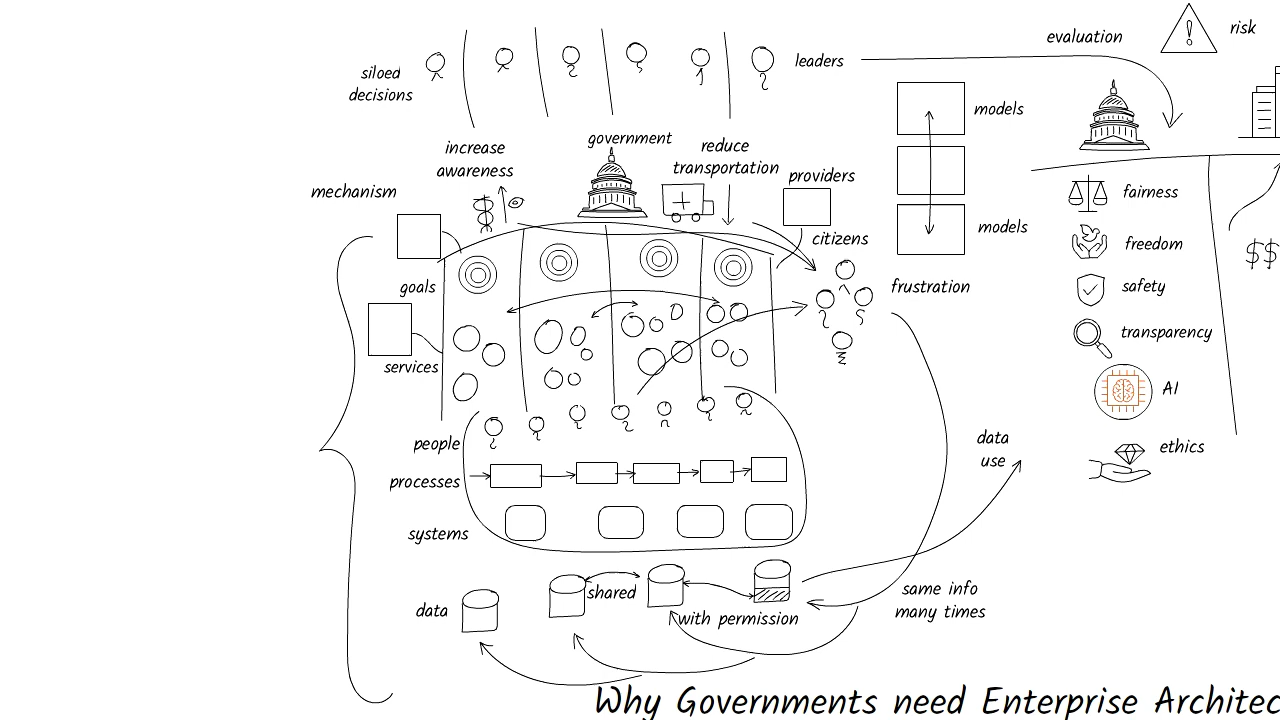 siloed
decisions
leaders
evaluation
risk
models
models
increase
awareness
government
reduce
transportation
mechanism
providers
citizens
goals
services
frustration
fairness
freedom
safety
transparency
AI
ethics
$$
people
processes
systems
data
use
data
shared
with permission
same info
many times
Why Governments need Enterprise Architec